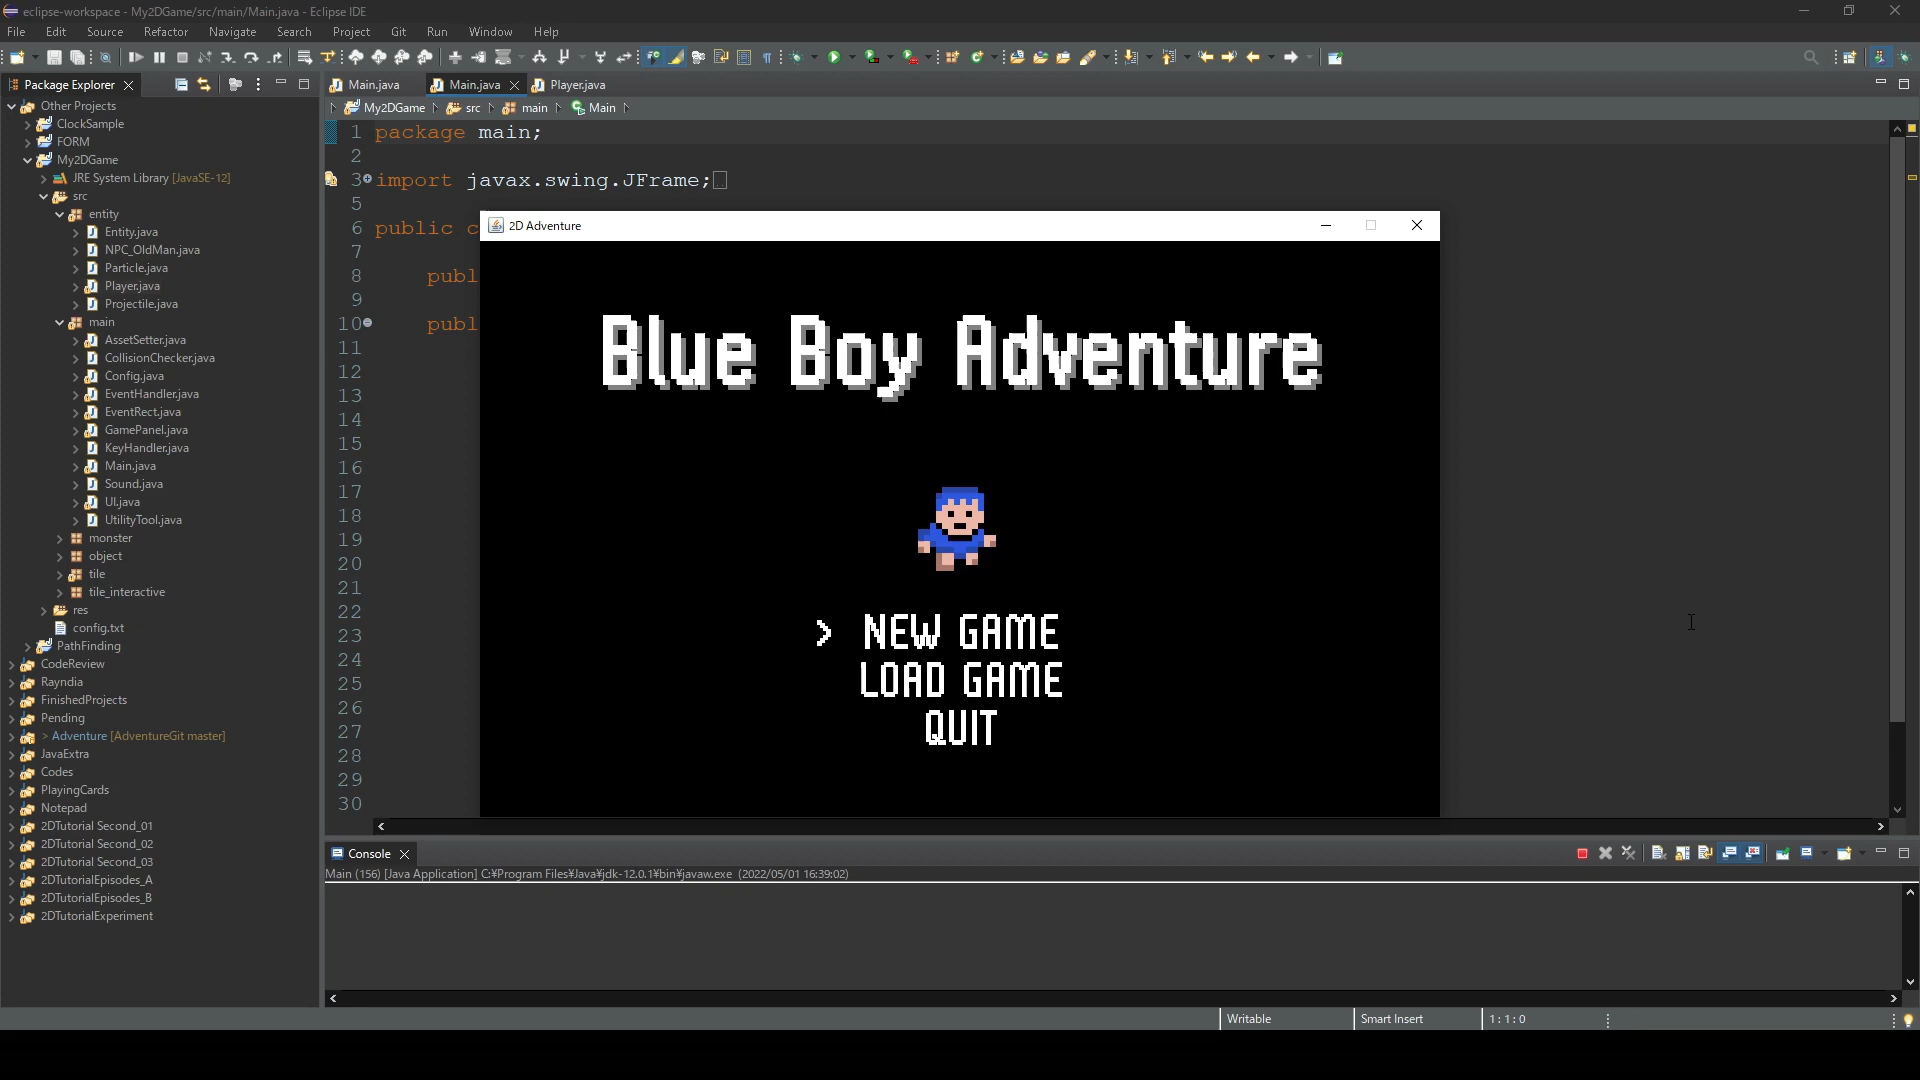 eclipse-workspace - My2DGame/src/main/Main.java - Eclipse IDE
File Edit Source Refactor Navigate Search Project Git Run Window Help
Package Explorer
Main.java Main.java Player.java
My2DGame src main Main
Other Projects
ClockSample
FORM
My2DGame
JRE System Library [JavaSE-12]
src
entity
Entity.java
NPC_OldMan.java
Particle.java
Player.java
Projectile.java
main
AssetSetter.java
CollisionChecker.java
Config.java
EventHandler.java
EventRect.java
GamePanel.java
KeyHandler.java
Main.java
Sound.java
UI.java
UtilityTool.java
monster
object
tile
tile_interactive
res
config.txt
PathFinding
CodeReview
Rayndia
FinishedProjects
Pending
> Adventure [AdventureGit master]
JavaExtra
Codes
PlayingCards
Notepad
2DTutorial Second_01
2DTutorial Second_02
2DTutorial Second_03
2DTutorialEpisodes_A
2DTutorialEpisodes_B
2DTutorialExperiment
1 package main;
2
3 import javax.swing.JFrame;
5
6 public c
7
8 publ
9
10 publ
11
12
13
14
15
16
17
18
19
20
21
22
23
24
25
26
27
28
29
30
2D Adventure
Blue Boy Adventure
> NEW GAME
LOAD GAME
QUIT
Console
Main (156) [Java Application] C:¥Program Files¥Java¥jdk-12.0.1¥bin¥javaw.exe (2022/05/01 16:39:02)
Writable Smart Insert 1 : 1 : 0